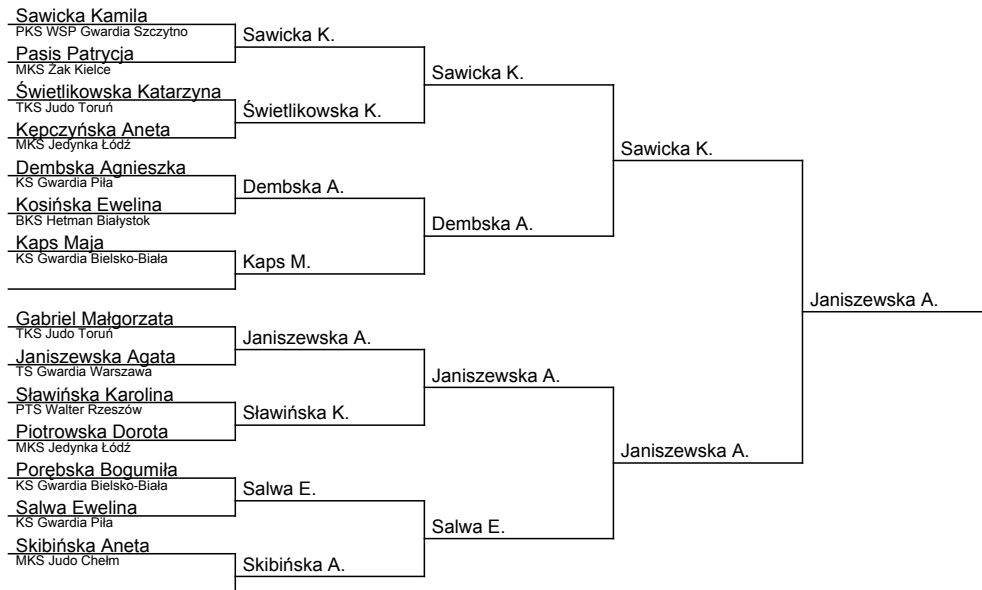 Sawicka Kamila
PKS WSP Gwardia Szczytno
Pasis Patrycja
MKS Żak Kielce
Świetlikowska Katarzyna
TKS Judo Toruń
Kępczyńska Aneta
MKS Jedynka Łódź
Dembska Agnieszka
KS Gwardia Piła
Kosińska Ewelina
BKS Hetman Białystok
Kaps Maja
KS Gwardia Bielsko-Biała
Gabriel Małgorzata
TKS Judo Toruń
Janiszewska Agata
TS Gwardia Warszawa
Sławińska Karolina
PTS Walter Rzeszów
Piotrowska Dorota
MKS Jedynka Łódź
Porębska Bogumiła
KS Gwardia Bielsko-Biała
Salwa Ewelina
KS Gwardia Piła
Skibińska Aneta
MKS Judo Chełm
Sawicka K.
Świetlikowska K.
Dembska A.
Kaps M.
Janiszewska A.
Sławińska K.
Salwa E.
Skibińska A.
Sawicka K.
Dembska A.
Janiszewska A.
Salwa E.
Sawicka K.
Janiszewska A.
Janiszewska A.